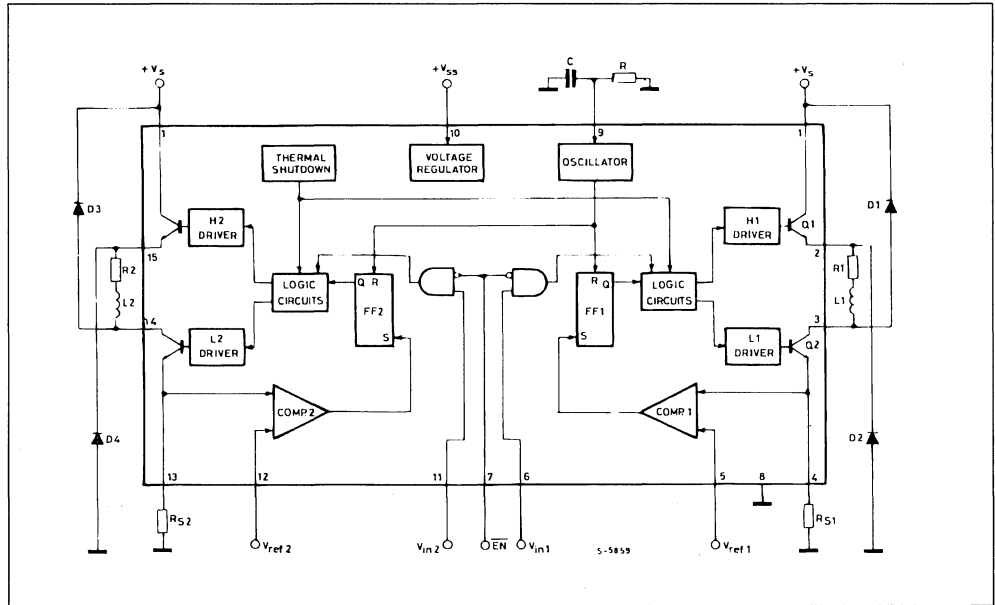 C
R
+Vs
+Vss
+Vs
1
10
9
1
THERMAL
SHUTDOWN
VOLTAGE
REGULATOR
OSCILLATOR
D3
D1
H2
DRIVER
H1
DRIVER
Q1
15
2
R2
L2
R1
L1
LOGIC
CIRCUITS
Q R
FF2
S
R Q
FF1
S
LOGIC
CIRCUITS
14
3
L2
DRIVER
L1
DRIVER
Q2
COMP.2
COMP.1
D4
D2
13
12
11
7
6
5
8
4
RS2
RS1
Vref 2
Vin 2
EN
Vin 1
S-5859
Vref 1